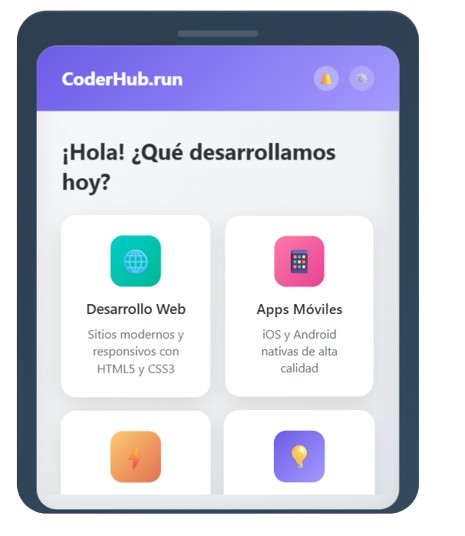 CoderHub.run
¡Hola! ¿Qué desarrollamos
hoy?
Desarrollo Web
Sitios modernos y
responsivos con
HTML5 y CSS3
Apps Móviles
iOS y Android
nativas de alta
calidad